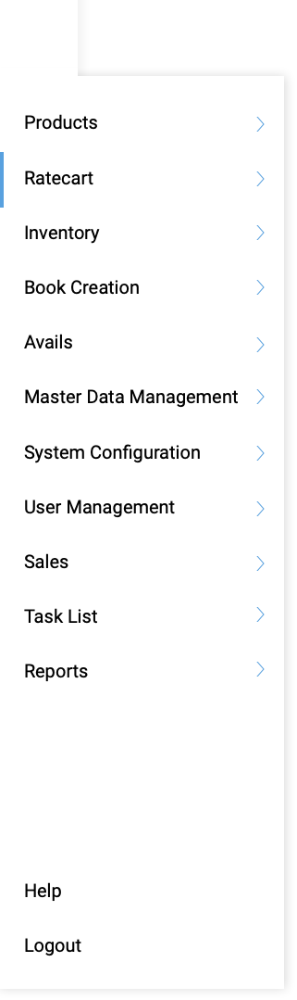 Products
Ratecart
Inventory
Book Creation
Avails
Master Data Management
System Configuration
User Management
Sales
Task List
Reports
Help
Logout